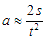 a ≈ 2s/t²